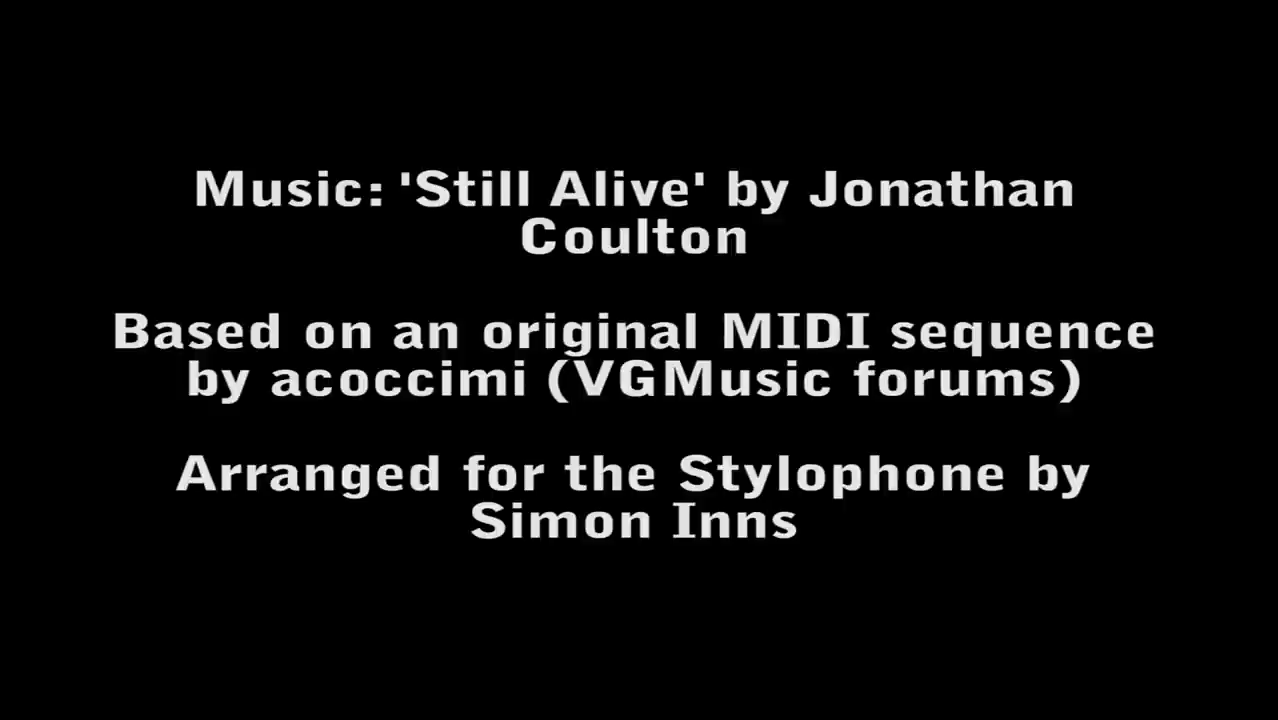 Music: 'Still Alive' by Jonathan
Coulton
Based on an original MIDI sequence
by acoccimi (VGMusic forums)
Arranged for the Stylophone by
Simon Inns